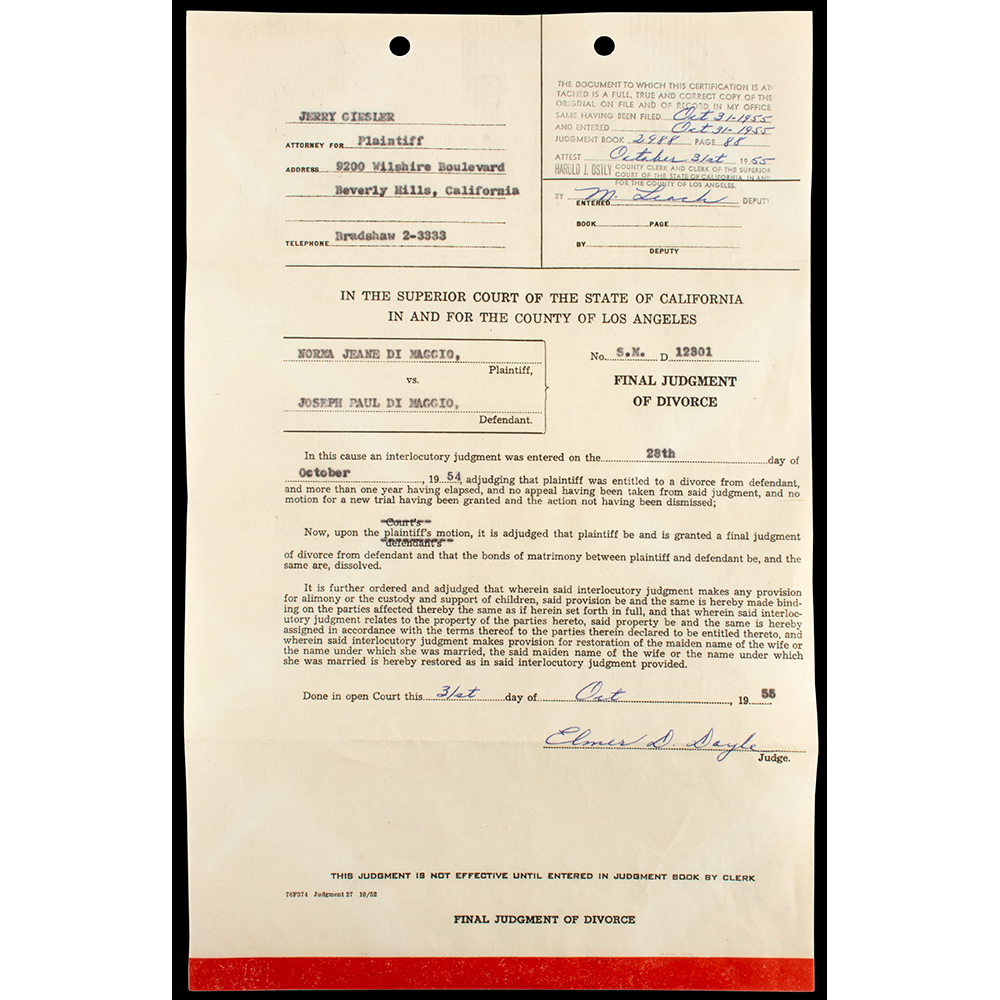 JERRY GIESLER
ATTORNEY FOR Plaintiff
ADDRESS 9200 Wilshire Boulevard
Beverly Hills, California
TELEPHONE Bradshaw 2-3333
THE DOCUMENT TO WHICH THIS CERTIFICATION IS AT-
TACHED IS A FULL, TRUE AND CORRECT COPY OF THE
ORIGINAL ON FILE AND OF RECORD IN MY OFFICE.
SAME HAVING BEEN FILED Oct 31-1955
AND ENTERED Oct 31-1955
JUDGMENT BOOK 2988 PAGE 88
ATTEST October 31st 1955
HAROLD J. OSTLY COUNTY CLERK AND CLERK OF THE SUPERIOR
COURT OF THE STATE OF CALIFORNIA, IN AND
FOR THE COUNTY OF LOS ANGELES.
BY M. Leash DEPUTY
ENTERED
BOOK PAGE
BY
DEPUTY
IN THE SUPERIOR COURT OF THE STATE OF CALIFORNIA
IN AND FOR THE COUNTY OF LOS ANGELES
NORMA JEANE DI MAGGIO,
Plaintiff,
vs.
JOSEPH PAUL DI MAGGIO,
Defendant.
No. S.M. D 12301
FINAL JUDGMENT
OF DIVORCE
In this cause an interlocutory judgment was entered on the 28th day of
October, 19 54, adjudging that plaintiff was entitled to a divorce from defendant,
and more than one year having elapsed, and no appeal having been taken from said judgment, and no
motion for a new trial having been granted and the action not having been dismissed;
Court's
Now, upon the plaintiff's motion, it is adjudged that plaintiff be and is granted a final judgment
defendant's
of divorce from defendant and that the bonds of matrimony between plaintiff and defendant be, and the
same are, dissolved.
It is further ordered and adjudged that wherein said interlocutory judgment makes any provision
for alimony or the custody and support of children, said provision be and the same is hereby made bind-
ing on the parties affected thereby the same as if herein set forth in full, and that wherein said interloc-
utory judgment relates to the property of the parties hereto, said property be and the same is hereby
assigned in accordance with the terms thereof to the parties therein declared to be entitled thereto, and
wherein said interlocutory judgment makes provision for restoration of the maiden name of the wife or
the name under which she was married, the said maiden name of the wife or the name under which
she was married is hereby restored as in said interlocutory judgment provided.
Done in open Court this 31st day of Oct, 19 55
Elmer D. Doyle
Judge.
THIS JUDGMENT IS NOT EFFECTIVE UNTIL ENTERED IN JUDGMENT BOOK BY CLERK
76F374 Judgment 27 10/52
FINAL JUDGMENT OF DIVORCE